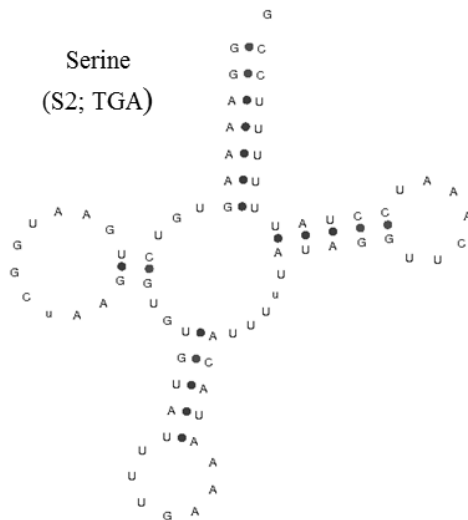 G
Serine
(S2; TGA)
G C
G C
A U
A U
A U
A U
G U
U G U C
G U A A G U
G G C U A A G
U A U C C
U A A A C U U G
G A U A
U u U U U
G U G U A
G C
U A
A U
U A
U U U G A A A